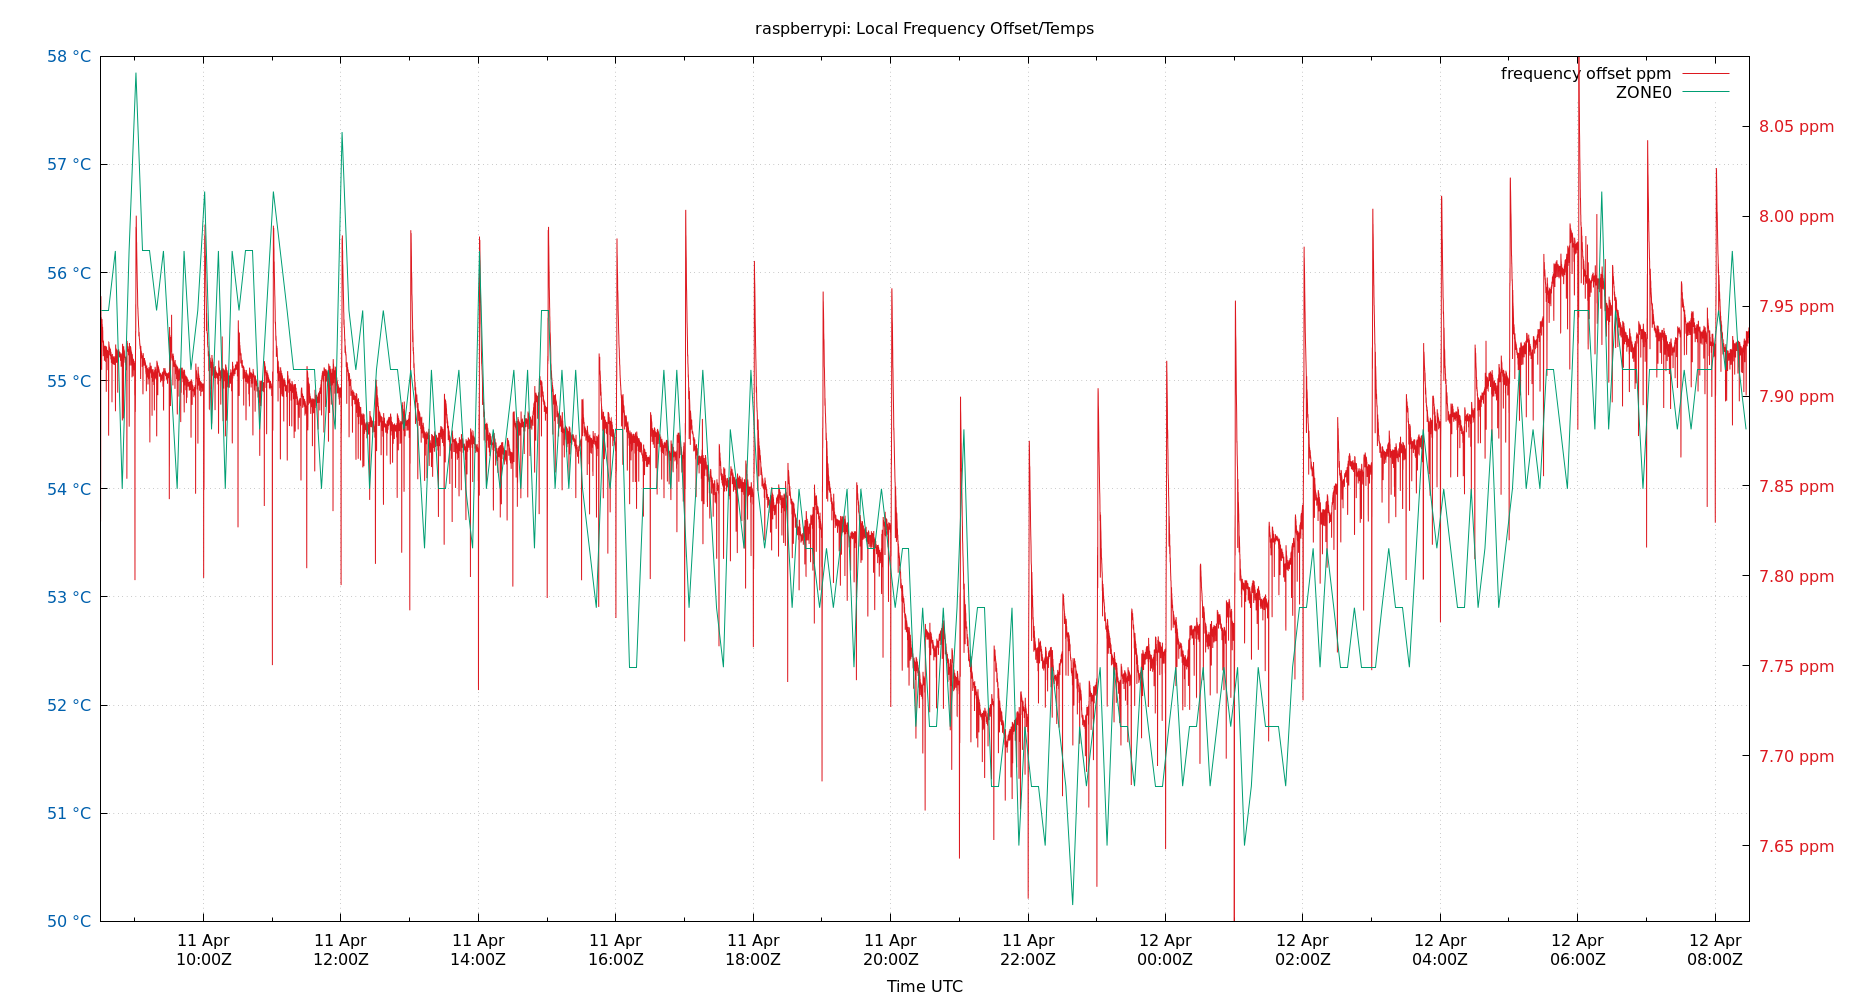 raspberrypi: Local Frequency Offset/Temps
frequency offset ppm
ZONE0
58 °C
57 °C
56 °C
55 °C
54 °C
53 °C
52 °C
51 °C
50 °C
8.05 ppm
8.00 ppm
7.95 ppm
7.90 ppm
7.85 ppm
7.80 ppm
7.75 ppm
7.70 ppm
7.65 ppm
11 Apr
10:00Z
11 Apr
12:00Z
11 Apr
14:00Z
11 Apr
16:00Z
11 Apr
18:00Z
11 Apr
20:00Z
11 Apr
22:00Z
12 Apr
00:00Z
12 Apr
02:00Z
12 Apr
04:00Z
12 Apr
06:00Z
12 Apr
08:00Z
Time UTC